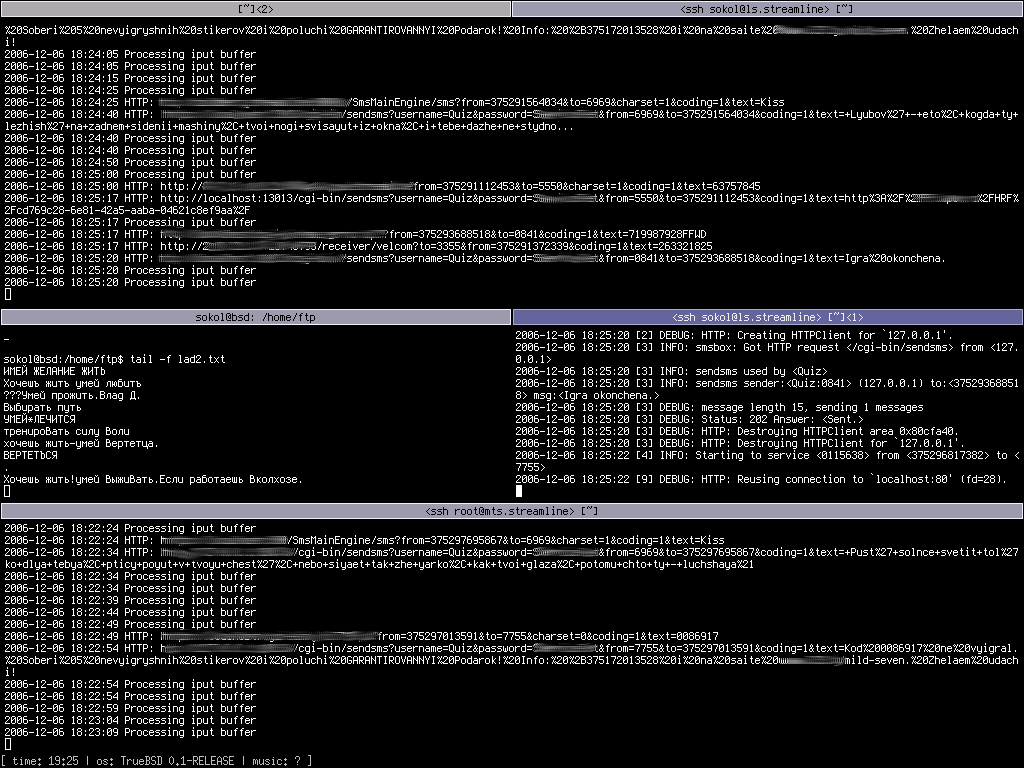 [~]<2>
<ssh sokol@ls.streamline> [~]
%20Soberi%205%20nevyigryshnih%20stikerov%20i%20poluchi%20GARANTIROVANNYI%20Podarok!%20Info:%20%2B375172013528%20i%20na%20saite%20 .%20Zhelaem%20udach
i!
2006-12-06 18:24:05 Processing iput buffer
2006-12-06 18:24:05 Processing iput buffer
2006-12-06 18:24:15 Processing iput buffer
2006-12-06 18:24:25 Processing iput buffer
2006-12-06 18:24:25 HTTP: /SmsMainEngine/sms?from=375291564034&to=6969&charset=1&coding=1&text=Kiss
2006-12-06 18:24:40 HTTP: /sendsms?username=Quiz&password= &from=6969&to=375291564034&coding=1&text=+Lyubov%27+-+eto%2C+kogda+ty+
lezhish%27+na+zadnem+sidenii+mashiny%2C+tvoi+nogi+svisayut+iz+okna%2C+i+tebe+dazhe+ne+stydno...
2006-12-06 18:24:40 Processing iput buffer
2006-12-06 18:24:40 Processing iput buffer
2006-12-06 18:24:50 Processing iput buffer
2006-12-06 18:25:00 Processing iput buffer
2006-12-06 18:25:00 HTTP: http:/ from=375291112453&to=5550&charset=1&coding=1&text=63757845
2006-12-06 18:25:17 HTTP: http://localhost:13013/cgi-bin/sendsms?username=Quiz&password= &from=5550&to=375291112453&coding=1&text=http%3A%2F%2 %2FHRF%
2Fcd769c28-6e81-42a5-aaba-04621c8ef9aa%2F
2006-12-06 18:25:17 Processing iput buffer
2006-12-06 18:25:17 HTTP: ?from=375293688518&to=0841&coding=1&text=719987928FFWD
2006-12-06 18:25:17 HTTP: http:/ /receiver/velcom?to=3355&from=375291372339&coding=1&text=263321825
2006-12-06 18:25:20 HTTP: /sendsms?username=Quiz&password= &from=0841&to=375293688518&coding=1&text=Igra%20okonchena.
2006-12-06 18:25:20 Processing iput buffer
2006-12-06 18:25:20 Processing iput buffer
sokol@bsd: /home/ftp
sokol@bsd:/home/ftp$ tail -f lad2.txt
ИМЕЙ ЖЕЛАНИЕ ЖИТЬ
Хочешь жить умей любить
???Умей прожить.Влад Д.
Выбирать путь
УМЕЙ*ЛЕЧИТСЯ
тренировать силу Воли
хочешь жить-умей Вертетца.
ВЕРТЕТЬСЯ
.
Хочешь жить!умей ВыжиВать.Если работаешь Вколхозе.
<ssh sokol@ls.streamline> [~]<1>
2006-12-06 18:25:20 [2] DEBUG: HTTP: Creating HTTPClient for `127.0.0.1'.
2006-12-06 18:25:20 [3] INFO: smsbox: Got HTTP request </cgi-bin/sendsms> from <127.
0.0.1>
2006-12-06 18:25:20 [3] INFO: sendsms used by <Quiz>
2006-12-06 18:25:20 [3] INFO: sendsms sender:<Quiz:0841> (127.0.0.1) to:<37529368851
8> msg:<Igra okonchena.>
2006-12-06 18:25:20 [3] DEBUG: message length 15, sending 1 messages
2006-12-06 18:25:20 [3] DEBUG: Status: 202 Answer: <Sent.>
2006-12-06 18:25:20 [3] DEBUG: HTTP: Destroying HTTPClient area 0x80cfa40.
2006-12-06 18:25:20 [3] DEBUG: HTTP: Destroying HTTPClient for `127.0.0.1'.
2006-12-06 18:25:22 [4] INFO: Starting to service <0115638> from <375296817382> to <
7755>
2006-12-06 18:25:22 [9] DEBUG: HTTP: Reusing connection to `localhost:80' (fd=28).
<ssh root@mts.streamline> [~]
2006-12-06 18:22:24 Processing iput buffer
2006-12-06 18:22:24 HTTP: /SmsMainEngine/sms?from=375297695867&to=6969&charset=1&coding=1&text=Kiss
2006-12-06 18:22:34 HTTP: /cgi-bin/sendsms?username=Quiz&password= &from=6969&to=375297695867&coding=1&text=+Pust%27+solnce+svetit+tol%27
ko+dlya+tebya%2C+pticy+poyut+v+tvoyu+chest%27%2C+nebo+siyaet+tak+zhe+yarko%2C+kak+tvoi+glaza%2C+potomu+chto+ty+-+luchshaya%21
2006-12-06 18:22:34 Processing iput buffer
2006-12-06 18:22:34 Processing iput buffer
2006-12-06 18:22:39 Processing iput buffer
2006-12-06 18:22:44 Processing iput buffer
2006-12-06 18:22:49 Processing iput buffer
2006-12-06 18:22:49 HTTP: from=375297013591&to=7755&charset=0&coding=1&text=0086917
2006-12-06 18:22:54 HTTP: /cgi-bin/sendsms?username=Quiz&password= &from=7755&to=375297013591&coding=1&text=Kod%200086917%20ne%20vyigral.
%20Soberi%205%20nevyigryshnih%20stikerov%20i%20poluchi%20GARANTIROVANNYI%20Podarok!%20Info:%20%2B375172013528%20i%20na%20saite%20 /mild-seven.%20Zhelaem%20udach
i!
2006-12-06 18:22:54 Processing iput buffer
2006-12-06 18:22:54 Processing iput buffer
2006-12-06 18:22:59 Processing iput buffer
2006-12-06 18:23:04 Processing iput buffer
2006-12-06 18:23:09 Processing iput buffer
[ time: 19:25 | os: TrueBSD 0.1-RELEASE | music: ? ]